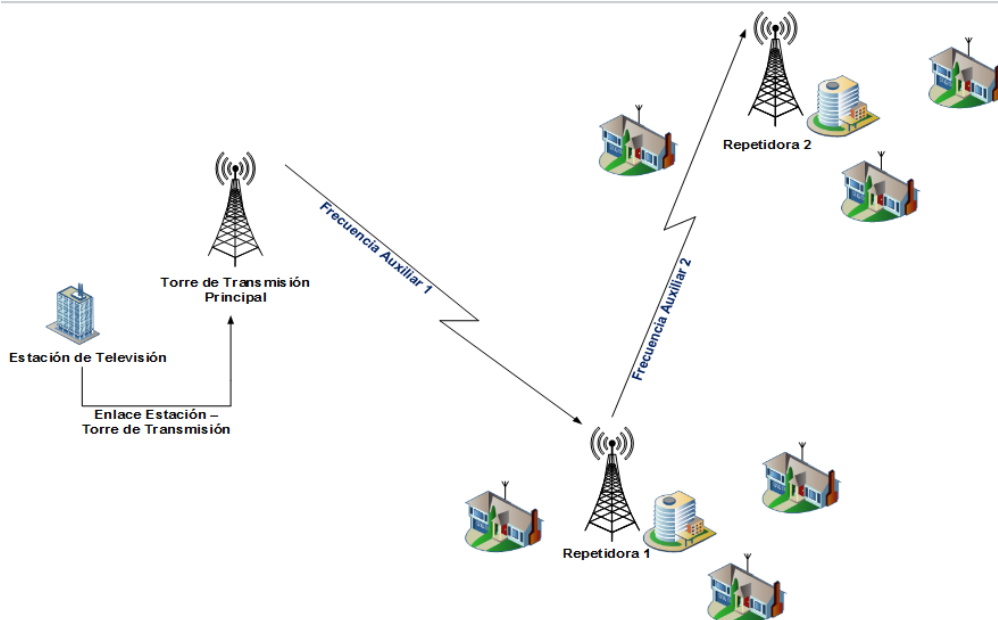 Repetidora 2
Frecuencia Auxiliar 1
Torre de Transmisión
Principal
Frecuencia Auxiliar 2
Estación de Televisión
Enlace Estación –
Torre de Transmisión
Repetidora 1